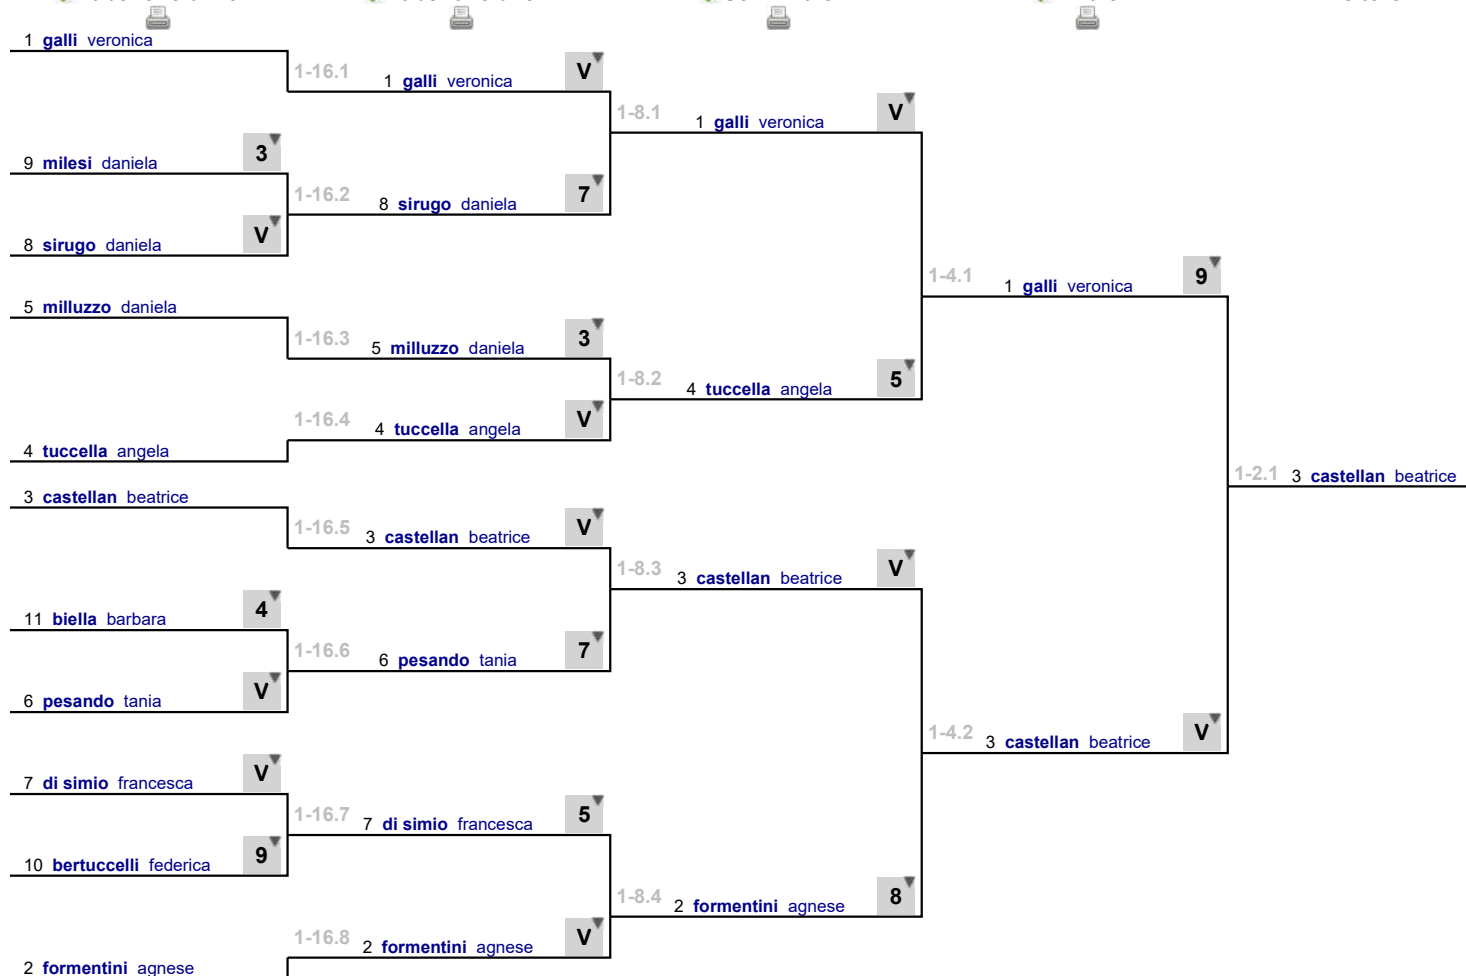 1 galli veronica
1-16.1
1 galli veronica
V
1-8.1
1 galli veronica
V
9 milesi daniela
3
1-16.2
8 sirugo daniela
7
8 sirugo daniela
V
1-4.1
1 galli veronica
9
5 milluzzo daniela
1-16.3
5 milluzzo daniela
3
1-8.2
4 tuccella angela
5
1-16.4
4 tuccella angela
V
4 tuccella angela
1-2.1
3 castellan beatrice
3 castellan beatrice
1-16.5
3 castellan beatrice
V
1-8.3
3 castellan beatrice
V
11 biella barbara
4
1-16.6
6 pesando tania
7
6 pesando tania
V
1-4.2
3 castellan beatrice
V
7 di simio francesca
V
1-16.7
7 di simio francesca
5
10 bertuccelli federica
9
1-8.4
2 formentini agnese
8
1-16.8
2 formentini agnese
V
2 formentini agnese